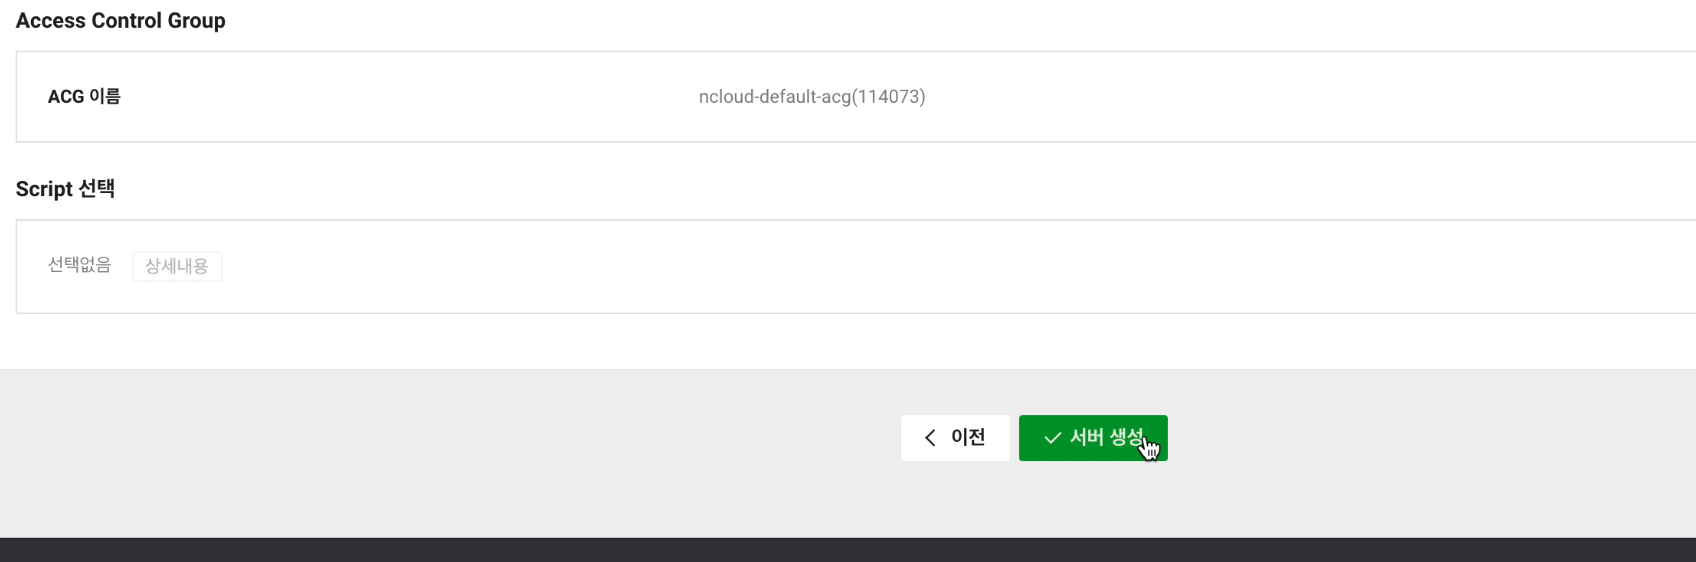 Access Control Group
ACG 이름 ncloud-default-acg(114073)
Script 선택
선택없음 상세내용
이전 서버 생성